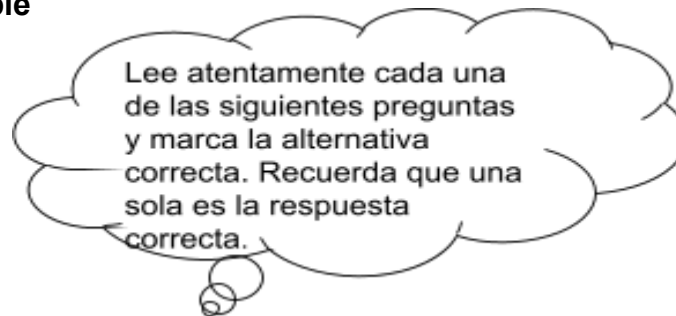 Lee atentamente cada una
de las siguientes preguntas
y marca la alternativa
correcta. Recuerda que una
sola es la respuesta
correcta.